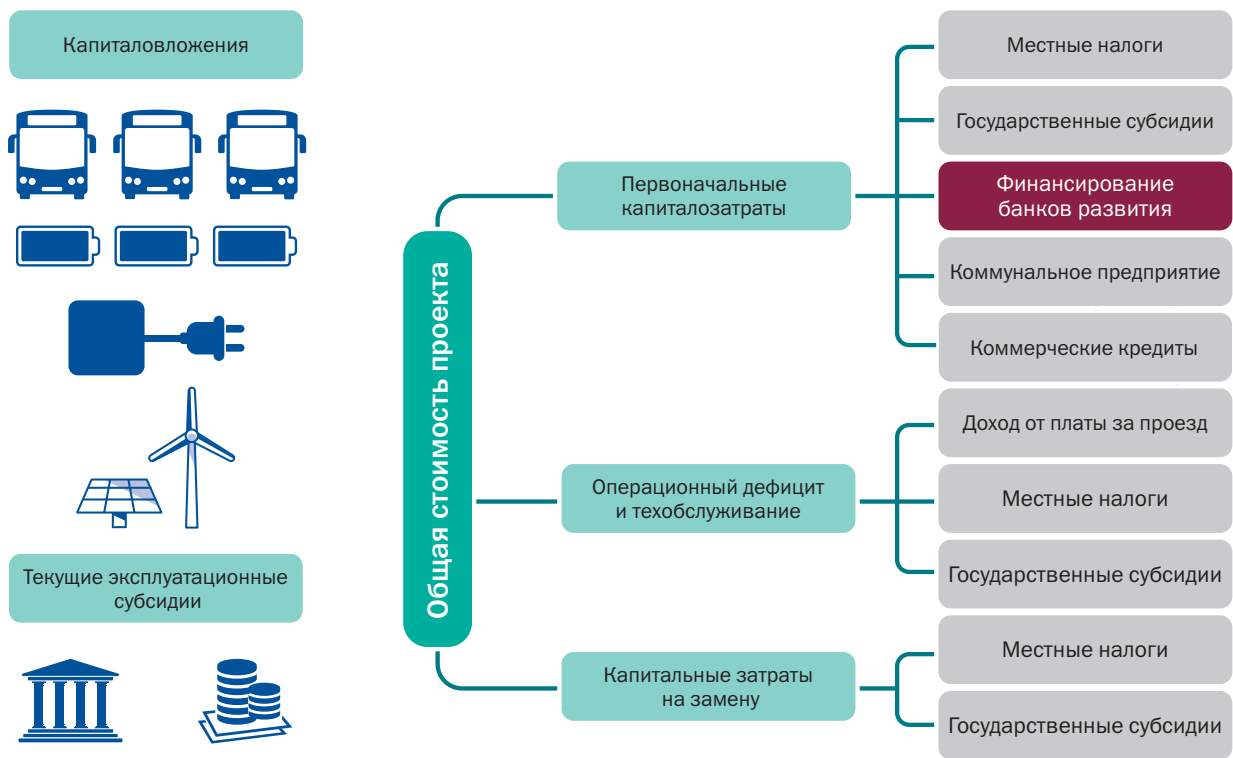 Капиталовложения
Текущие эксплуатационные
субсидии
Общая стоимость проекта
Первоначальные
капиталозатраты
Местные налоги
Государственные субсидии
Финансирование
банков развития
Коммунальное предприятие
Коммерческие кредиты
Операционный дефицит
и техобслуживание
Доход от платы за проезд
Местные налоги
Государственные субсидии
Капитальные затраты
на замену
Местные налоги
Государственные субсидии